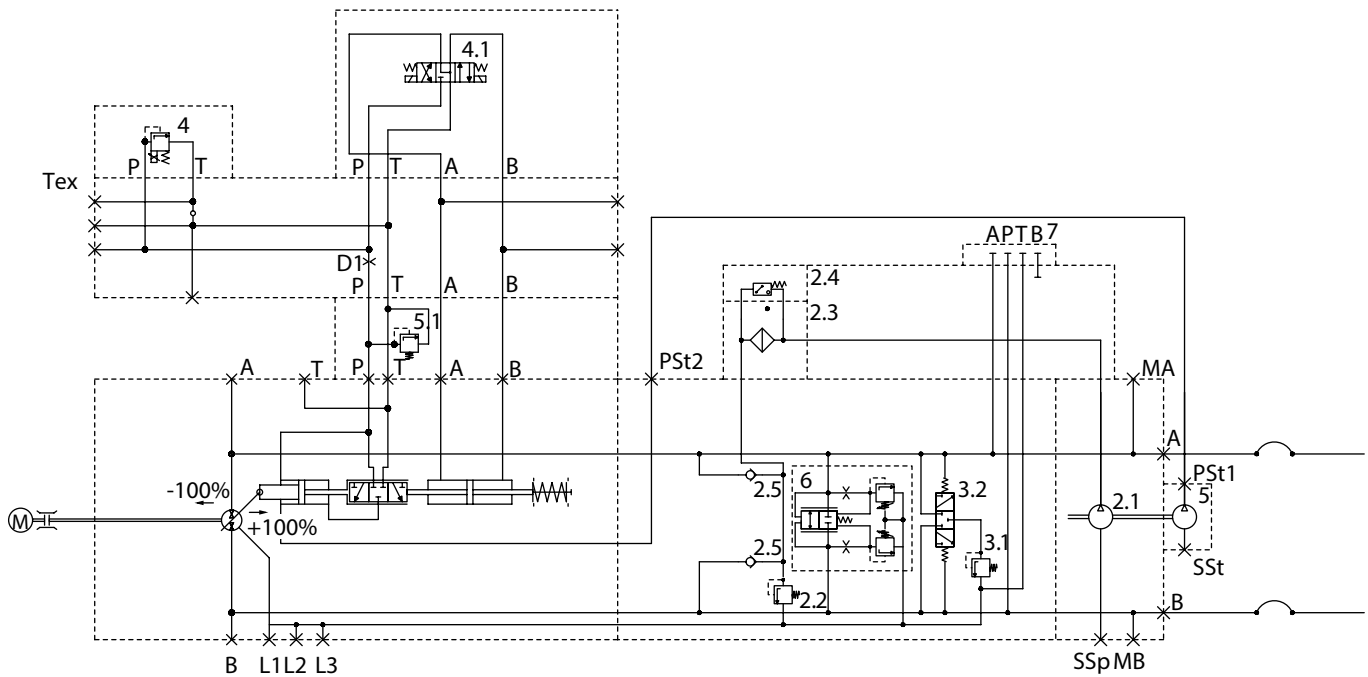 4.1
4
P T
P T A B
Tex
A P T B 7
D1
2.4
P T A B
2.3
5.1
A T P T A B
PSt2
MA
A
PSt1
-100%
2.5
6
3.2
2.1
5
M
+100%
2.5
3.1
SSt
2.2
B
B L1 L2 L3
SSp MB